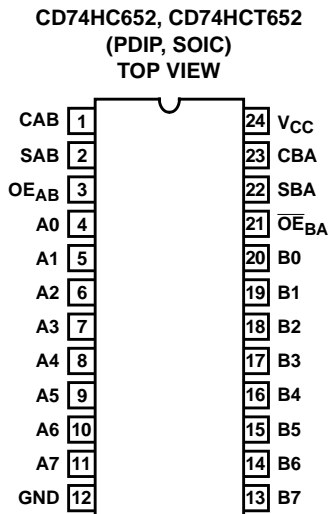 CD74HC652, CD74HCT652
(PDIP, SOIC)
TOP VIEW
CAB 1 24 VCC
SAB 2 23 CBA
OEAB 3 22 SBA
A0 4 21 O̅E̅BA
A1 5 20 B0
A2 6 19 B1
A3 7 18 B2
A4 8 17 B3
A5 9 16 B4
A6 10 15 B5
A7 11 14 B6
GND 12 13 B7